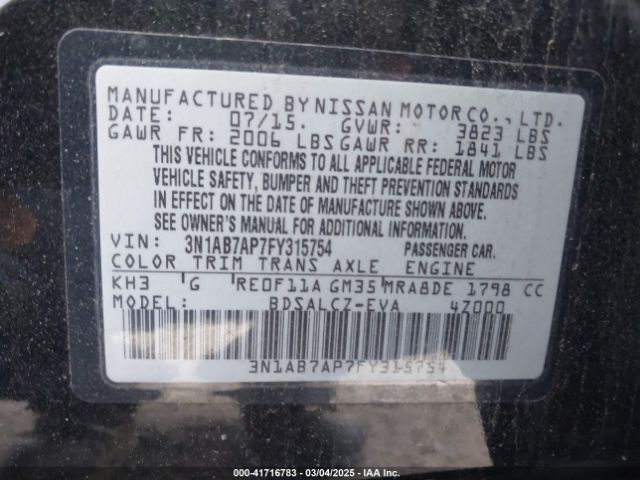 MANUFACTURED BY NISSAN MOTOR CO., LTD.
DATE: 07/15. GVWR: 3823 LBS
GAWR FR: 2006 LBS GAWR RR: 1841 LBS
THIS VEHICLE CONFORMS TO ALL APPLICABLE FEDERAL MOTOR
VEHICLE SAFETY, BUMPER AND THEFT PREVENTION STANDARDS
IN EFFECT ON THE DATE OF MANUFACTURE SHOWN ABOVE.
SEE OWNER'S MANUAL FOR ADDITIONAL INFORMATION.
VIN: 3N1AB7AP7FY315754 PASSENGER CAR.
COLOR TRIM TRANS AXLE ENGINE
KH3 G RE0F11A GM35 MRA8DE 1798 CC
MODEL: BDSALCZ-EVA 4Z000
3N1AB7AP7FY315754
000-41716783 - 03/04/2025 - IAA Inc.